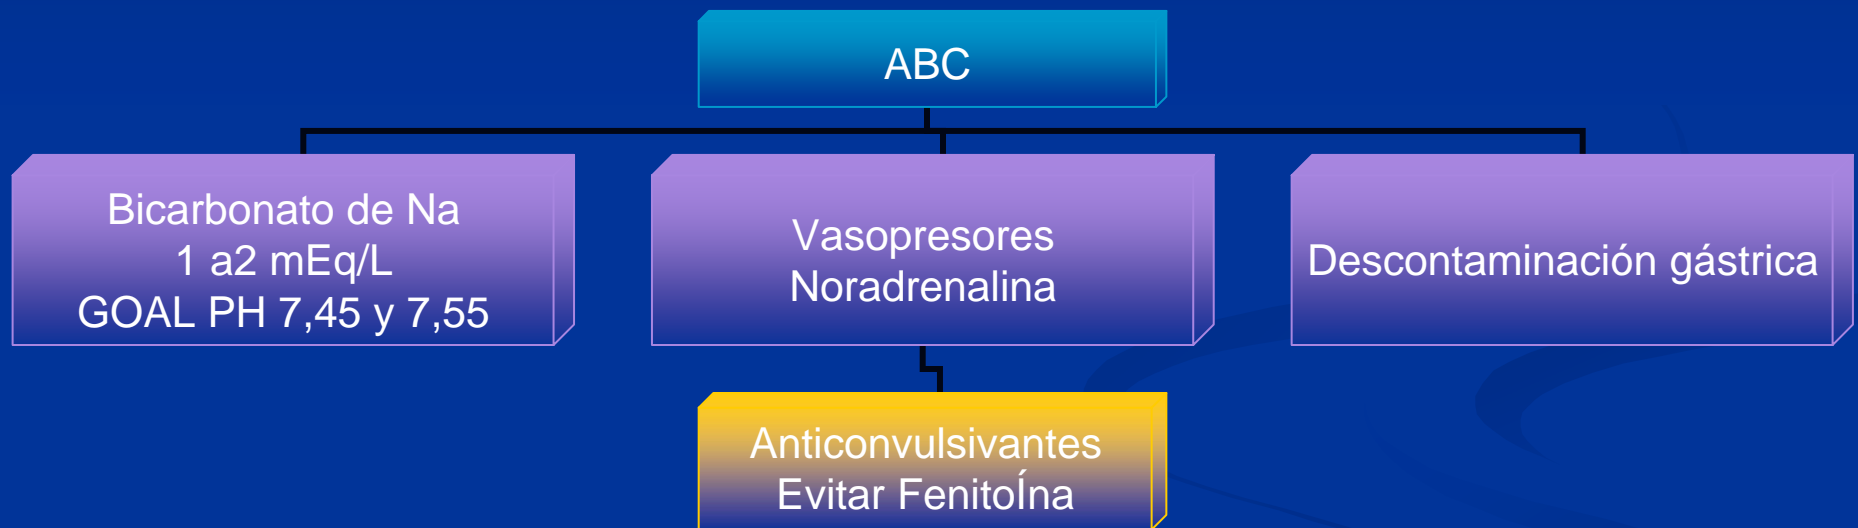 ABC
Bicarbonato de Na
1 a2 mEq/L
GOAL PH 7,45 y 7,55
Vasopresores
Noradrenalina
Descontaminación gástrica
Anticonvulsivantes
Evitar FenitoÍna